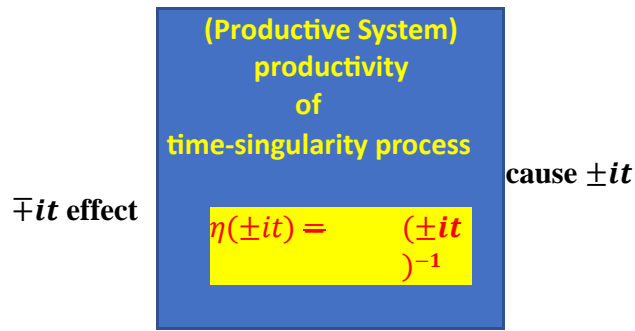 (Productive System)
productivity
of
time-singularity process
cause ±it
∓it effect
η(±it) = (±it
)⁻¹